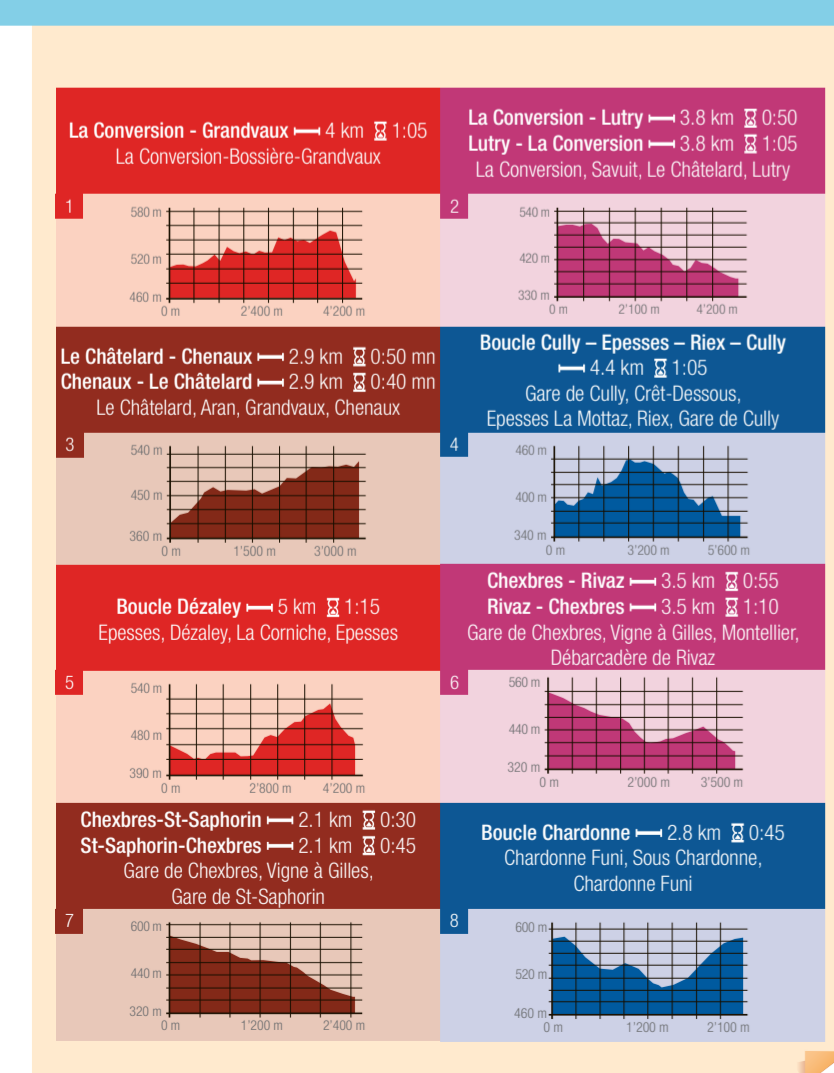 La Conversion - Grandvaux 4 km 1:05
La Conversion-Bossière-Grandvaux
1
580 m
520 m
460 m
0 m 2'400 m 4'200 m
La Conversion - Lutry 3.8 km 0:50
Lutry - La Conversion 3.8 km 1:05
La Conversion, Savuit, Le Châtelard, Lutry
2
540 m
420 m
330 m
0 m 2'100 m 4'200 m
Le Châtelard - Chenaux 2.9 km 0:50 mn
Chenaux - Le Châtelard 2.9 km 0:40 mn
Le Châtelard, Aran, Grandvaux, Chenaux
3
540 m
450 m
360 m
0 m 1'500 m 3'000 m
Boucle Cully – Epesses – Riex – Cully
4.4 km 1:05
Gare de Cully, Crêt-Dessous,
Epesses La Mottaz, Riex, Gare de Cully
4
460 m
400 m
340 m
0 m 3'200 m 5'600 m
Boucle Dézaley 5 km 1:15
Epesses, Dézaley, La Corniche, Epesses
5
540 m
480 m
390 m
0 m 2'800 m 4'200 m
Chexbres - Rivaz 3.5 km 0:55
Rivaz - Chexbres 3.5 km 1:10
Gare de Chexbres, Vigne à Gilles, Montellier,
Débarcadère de Rivaz
6
560 m
440 m
320 m
0 m 2'000 m 3'500 m
Chexbres-St-Saphorin 2.1 km 0:30
St-Saphorin-Chexbres 2.1 km 0:45
Gare de Chexbres, Vigne à Gilles,
Gare de St-Saphorin
7
600 m
440 m
320 m
0 m 1'200 m 2'400 m
Boucle Chardonne 2.8 km 0:45
Chardonne Funi, Sous Chardonne,
Chardonne Funi
8
600 m
520 m
460 m
0 m 1'200 m 2'100 m